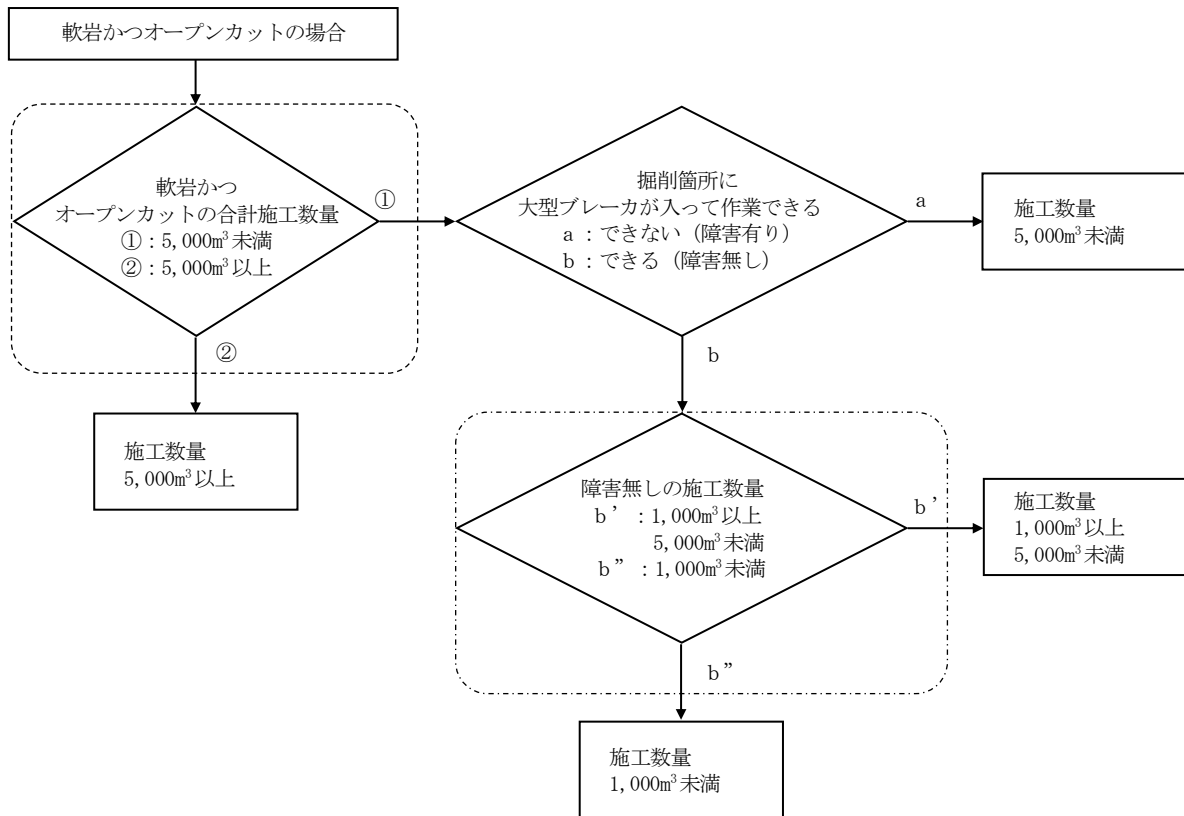 軟岩かつオープンカットの場合
軟岩かつ
オープンカットの合計施工数量
①：5,000m³未満
②：5,000m³以上
①
②
施工数量
5,000m³以上
掘削箇所に
大型ブレーカが入って作業できる
a：できない（障害有り）
b：できる（障害無し）
a
施工数量
5,000m³未満
b
障害無しの施工数量
b’：1,000m³以上
5,000m³未満
b”：1,000m³未満
b’
施工数量
1,000m³以上
5,000m³未満
b”
施工数量
1,000m³未満